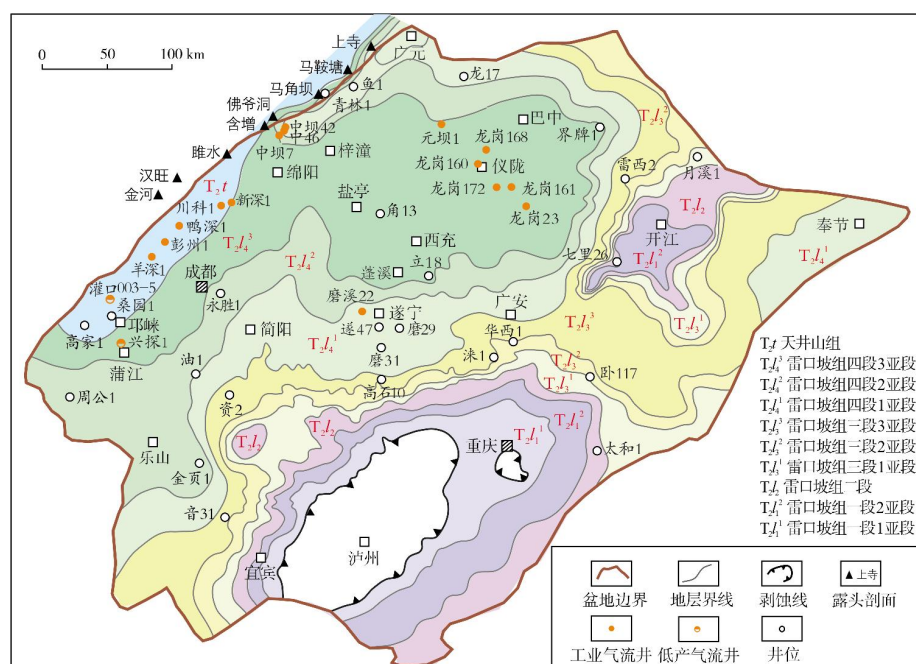 0 50 100 km
上寺
广元
马鞍塘
鱼1
龙17
马角坝
青林1
佛爷洞
含增
中坝42
中46
中坝7
元坝1
龙岗168
巴中
界牌1
T₂l₃²
雎水
梓潼
绵阳
龙岗160
仪陇
雷西2
月溪1
汉旺
金河
T₂t
川科1
新深1
盐亭
角13
龙岗172
龙岗161
龙岗23
T₂l₂
鸭深1
彭州1
T₂l₄³
西充
开江
奉节
羊深1
成都
T₂l₄²
蓬溪
立18
七里26
T₂l₁²
T₂l₄¹
灌口003-5
桑园1
永胜1
磨溪22
高家1
邛崃
兴探1
简阳
遂宁
遂47
磨29
广安
华西1
T₂l₃³
T₂l₃¹
蒲江
油1
T₂l₄¹
磨31
涞1
T₂l₃²
T₂l₃¹
周公1
资2
高石10
卧117
T₂l₂
T₂l₂
T₂l₁²
乐山
重庆
T₂l₁¹
太和1
金页1
音31
宜宾
泸州
T₂t 天井山组
T₂l₄³ 雷口坡组四段3亚段
T₂l₄² 雷口坡组四段2亚段
T₂l₄¹ 雷口坡组四段1亚段
T₂l₃³ 雷口坡组三段3亚段
T₂l₃² 雷口坡组三段2亚段
T₂l₃¹ 雷口坡组三段1亚段
T₂l₂ 雷口坡组二段
T₂l₁² 雷口坡组一段2亚段
T₂l₁¹ 雷口坡组一段1亚段
上寺
盆地边界 地层界线 剥蚀线 露头剖面
工业气流井 低产气流井 井位